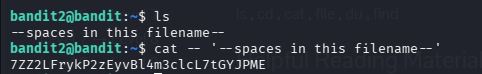 bandit2@bandit:~$ ls
--spaces in this filename--
bandit2@bandit:~$ cat -- '--spaces in this filename--'
7ZZ2LFrykP2zEyvBl4m3clcL7tGYJPME